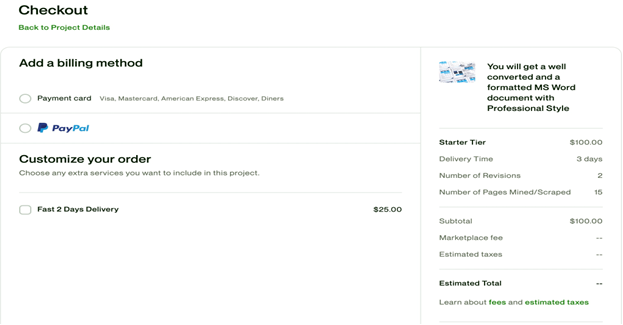 Checkout
Back to Project Details
Add a billing method
Payment card Visa, Mastercard, American Express, Discover, Diners
PayPal
Customize your order
Choose any extra services you want to include in this project.
Fast 2 Days Delivery $25.00
You will get a well
converted and a
formatted MS Word
document with
Professional Style
Starter Tier $100.00
Delivery Time 3 days
Number of Revisions 2
Number of Pages Mined/Scraped 15
Subtotal $100.00
Marketplace fee --
Estimated taxes --
Estimated Total --
Learn about fees and estimated taxes